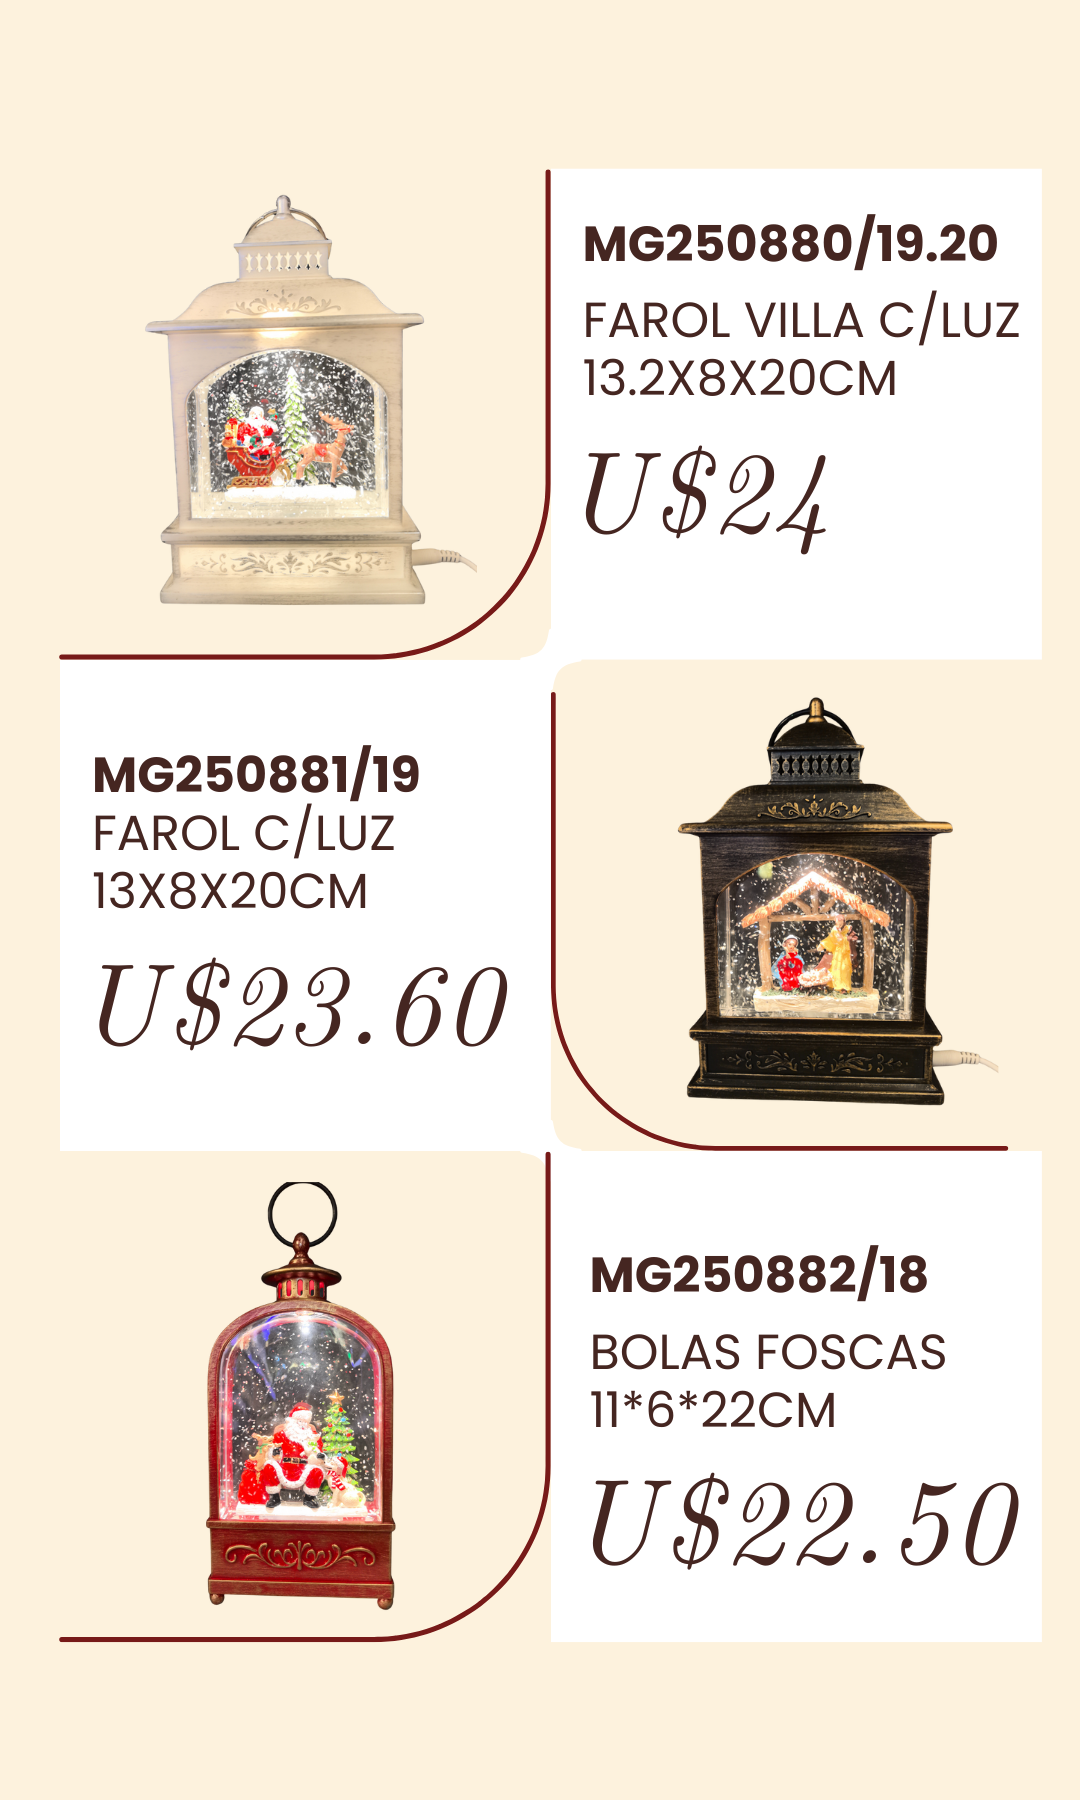 MG250880/19.20
FAROL VILLA C/LUZ
13.2X8X20CM
U$24
MG250881/19
FAROL C/LUZ
13X8X20CM
U$23.60
MG250882/18
BOLAS FOSCAS
11*6*22CM
U$22.50